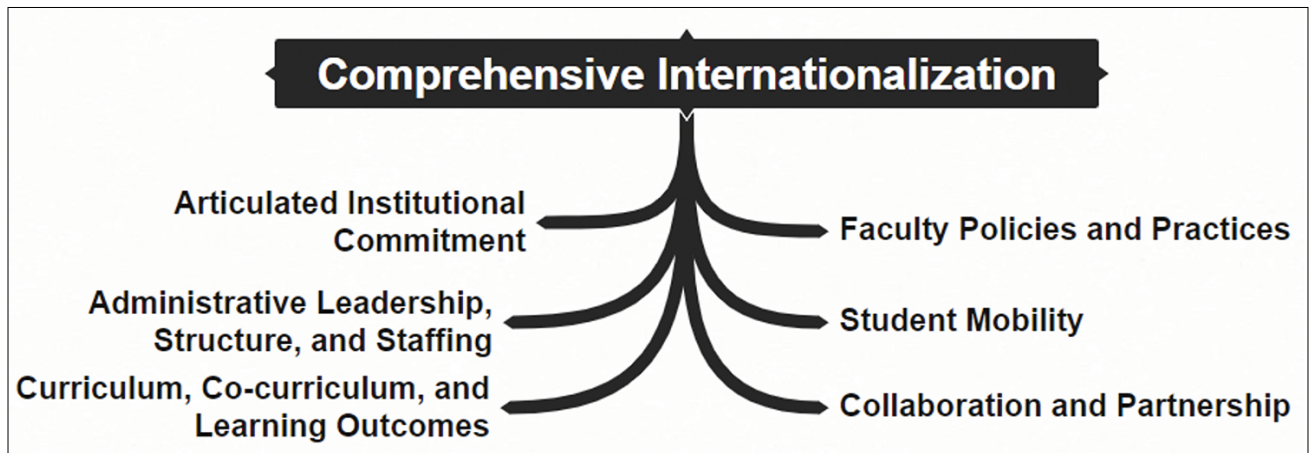 Comprehensive Internationalization
Articulated Institutional
Commitment
Administrative Leadership,
Structure, and Staffing
Curriculum, Co-curriculum, and
Learning Outcomes
Faculty Policies and Practices
Student Mobility
Collaboration and Partnership